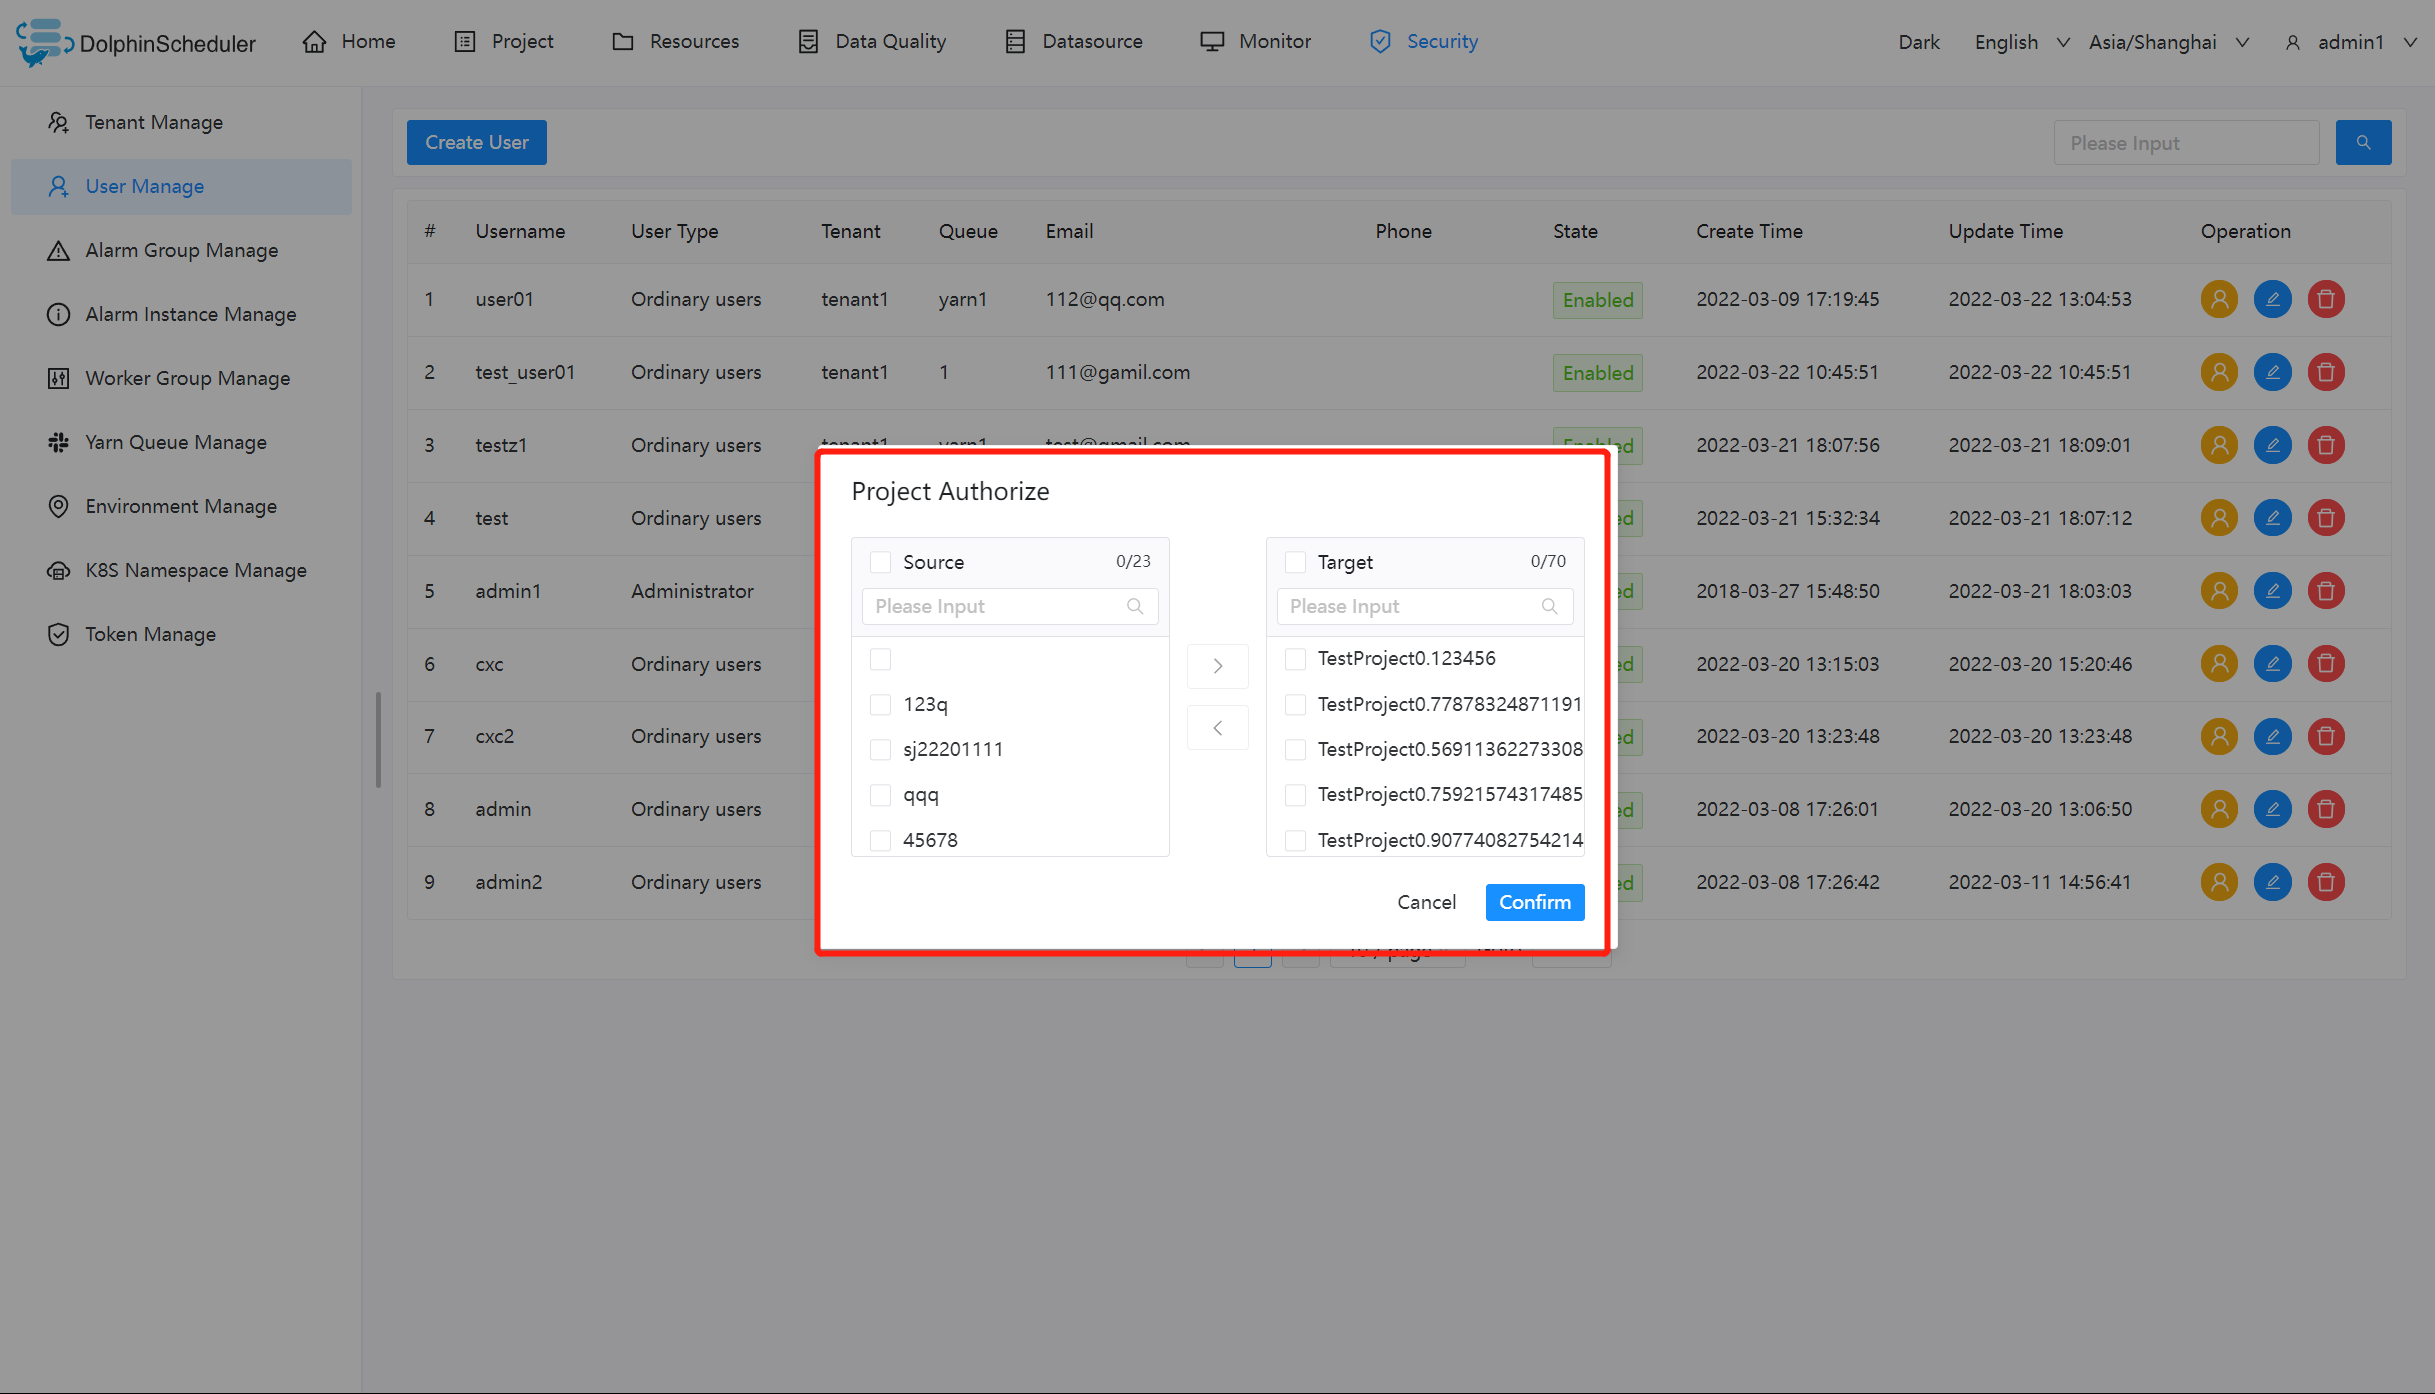 DolphinScheduler Home Project Resources Data Quality Datasource Monitor Security Dark English Asia/Shanghai admin1
Tenant Manage
User Manage
Alarm Group Manage
Alarm Instance Manage
Worker Group Manage
Yarn Queue Manage
Environment Manage
K8S Namespace Manage
Token Manage
Create User Please Input
# Username User Type Tenant Queue Email Phone State Create Time Update Time Operation
1 user01 Ordinary users tenant1 yarn1 112@qq.com Enabled 2022-03-09 17:19:45 2022-03-22 13:04:53
2 test_user01 Ordinary users tenant1 1 111@gamil.com Enabled 2022-03-22 10:45:51 2022-03-22 10:45:51
3 testz1 Ordinary users tenant1 yarn1 Enabled 2022-03-21 18:07:56 2022-03-21 18:09:01
4 test Ordinary users ed 2022-03-21 15:32:34 2022-03-21 18:07:12
5 admin1 Administrator ed 2018-03-27 15:48:50 2022-03-21 18:03:03
6 cxc Ordinary users ed 2022-03-20 13:15:03 2022-03-20 15:20:46
7 cxc2 Ordinary users ed 2022-03-20 13:23:48 2022-03-20 13:23:48
8 admin Ordinary users ed 2022-03-08 17:26:01 2022-03-20 13:06:50
9 admin2 Ordinary users ed 2022-03-08 17:26:42 2022-03-11 14:56:41
Project Authorize
Source 0/23
Please Input
123q
sj22201111
qqq
45678
Target 0/70
Please Input
TestProject0.123456
TestProject0.77878324871191
TestProject0.56911362273308
TestProject0.75921574317485
TestProject0.90774082754214
Cancel Confirm